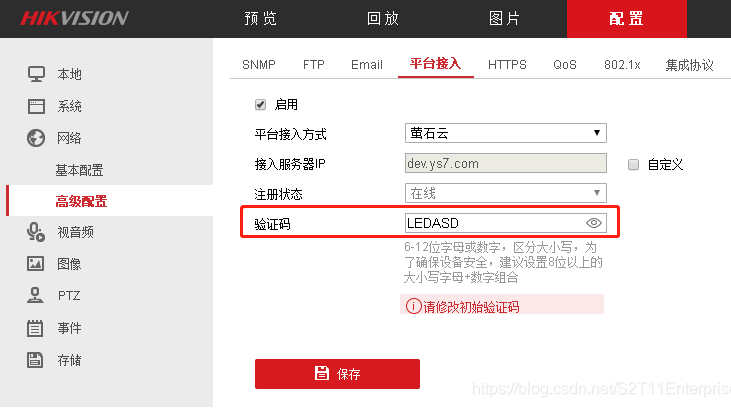 HIKVISION 预览 回放 图片 配置
SNMP FTP Email 平台接入 HTTPS QoS 802.1x 集成协议
本地
系统
网络
基本配置
高级配置
视音频
图像
PTZ
事件
存储
启用
平台接入方式 萤石云
接入服务器IP dev.ys7.com 自定义
注册状态 在线
验证码 LEDASD
6-12位字母或数字，区分大小写，为
了确保设备安全，建议设置8位以上的
大小写字母+数字组合
请修改初始验证码
保存
https://blog.csdn.net/S2T11Enterprise